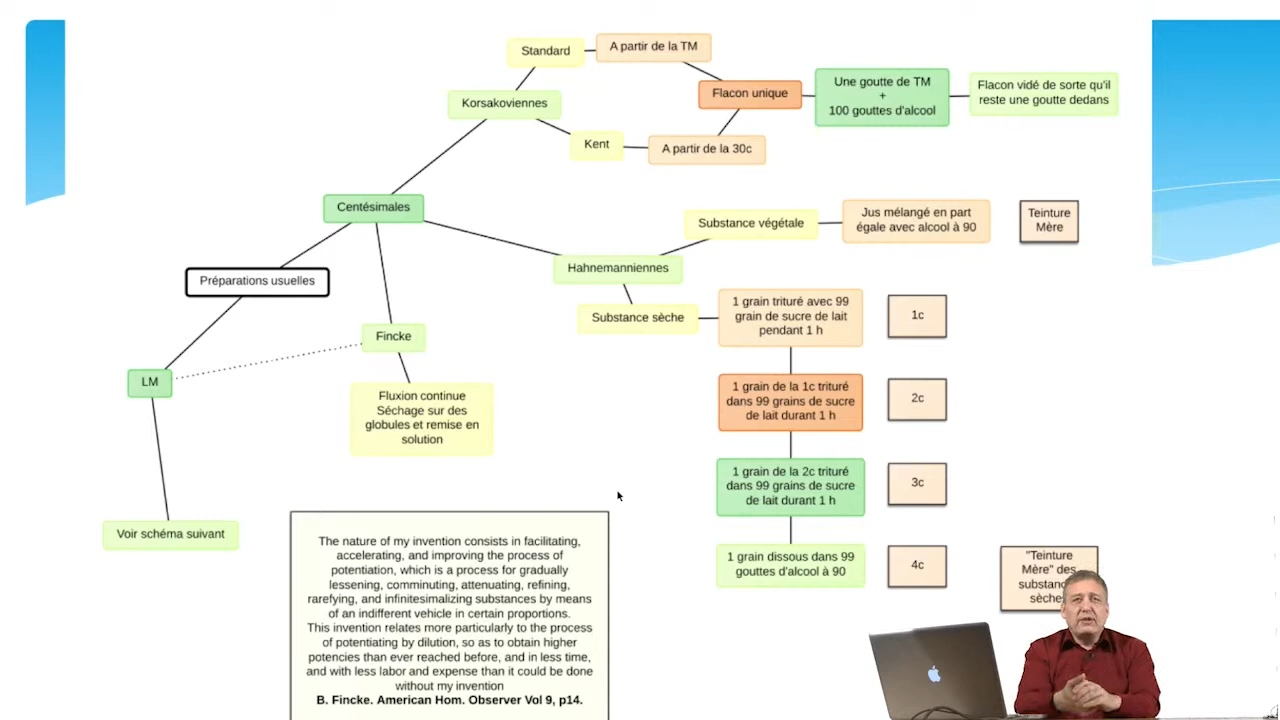 Standard
A partir de la TM
Korsakoviennes
Flacon unique
Une goutte de TM
+
100 gouttes d'alcool
Flacon vidé de sorte qu'il
reste une goutte dedans
Kent
A partir de la 30c
Centésimales
Substance végétale
Jus mélangé en part
égale avec alcool à 90
Teinture
Mère
Hahnemanniennes
Préparations usuelles
Substance sèche
1 grain trituré avec 99
grain de sucre de lait
pendant 1 h
1c
Fincke
LM
Fluxion continue
Séchage sur des
globules et remise en
solution
1 grain de la 1c trituré
dans 99 grains de sucre
de lait durant 1 h
2c
1 grain de la 2c trituré
dans 99 grains de sucre
de lait durant 1 h
3c
Voir schéma suivant
1 grain dissous dans 99
gouttes d'alcool à 90
4c
"Teinture
Mère" des
The nature of my invention consists in facilitating,
accelerating, and improving the process of
potentiation, which is a process for gradually
lessening, comminuting, attenuating, refining,
rarefying, and infinitesimalizing substances by means
of an indifferent vehicle in certain proportions.
This invention relates more particularly to the process
of potentiating by dilution, so as to obtain higher
potencies than ever reached before, and in less time,
and with less labor and expense than it could be done
without my invention
B. Fincke. American Hom. Observer Vol 9, p14.